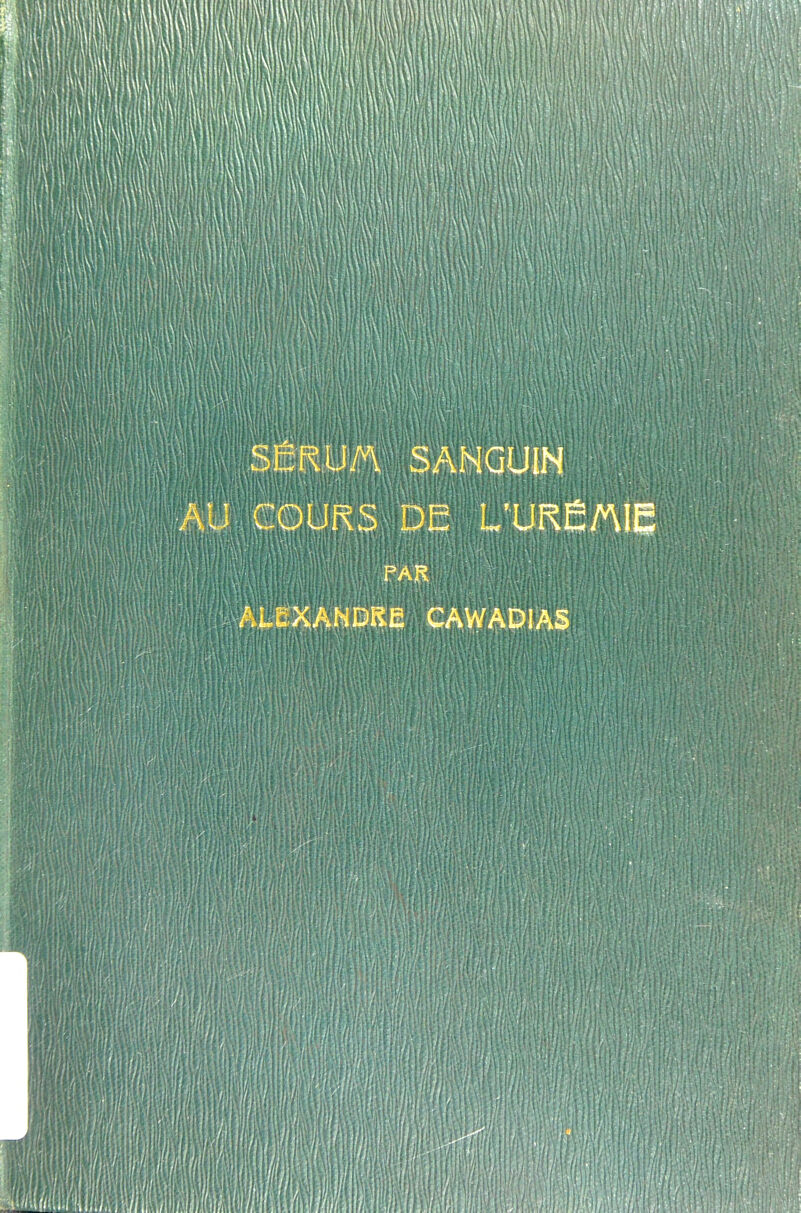 SÉRUM SANGUIN
AU COURS DE L'URÉMIE
PAR
ALEXANDRE CAWADIAS